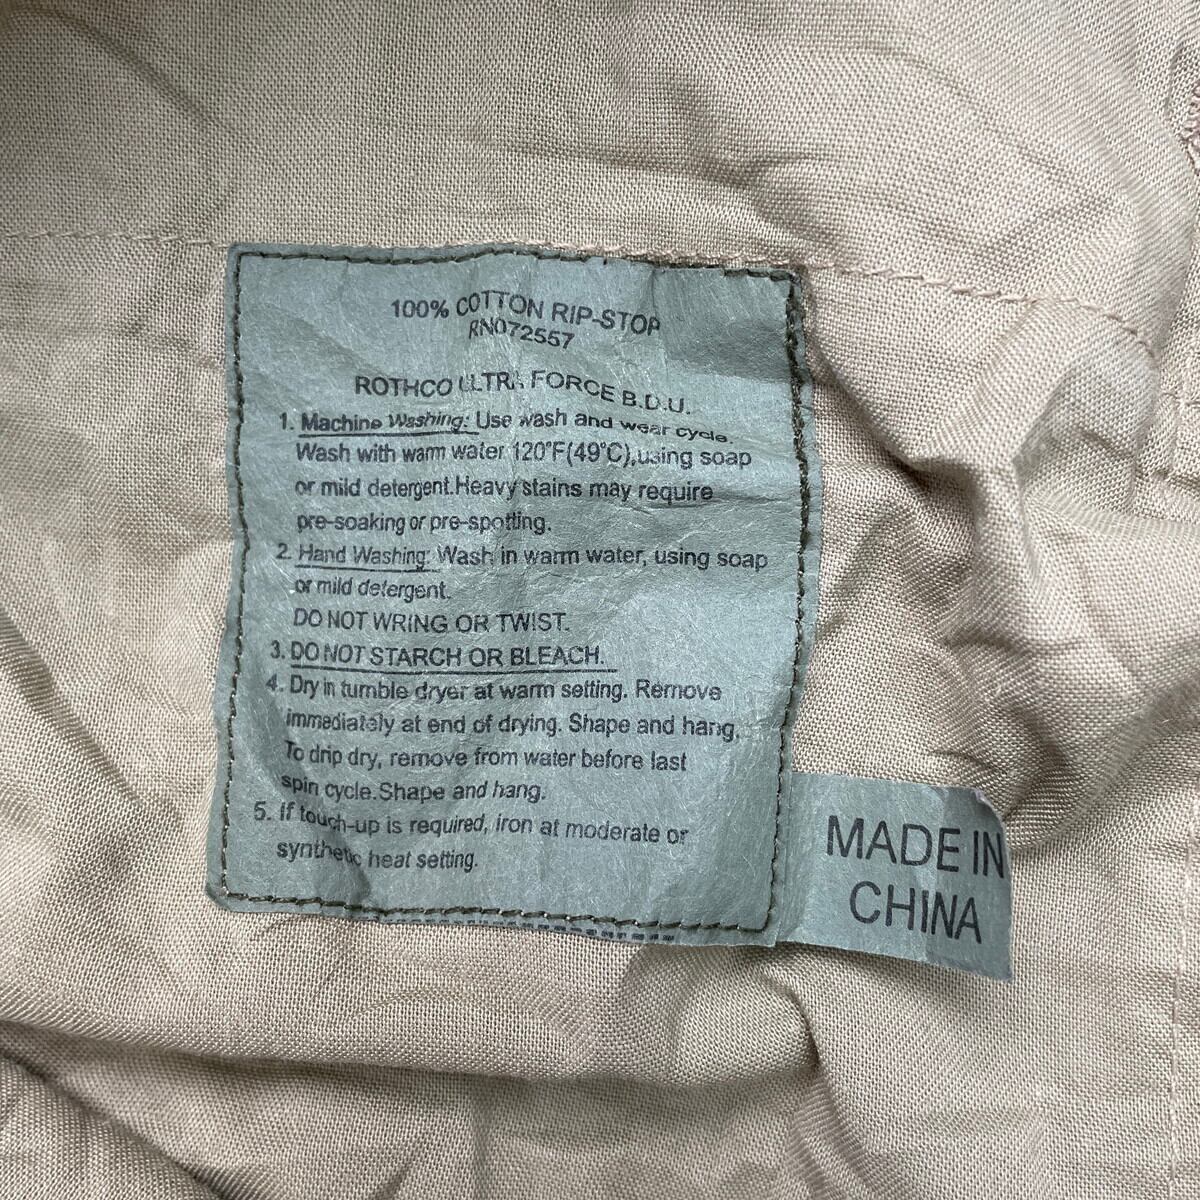 100% COTTON RIP-STOP
RN072557
ROTHCO ULTRA FORCE B.D.U.
1. Machine Washing: Use wash and wear cycle.
Wash with warm water 120°F(49°C),using soap
or mild detergent.Heavy stains may require
pre-soaking or pre-spotting.
2. Hand Washing: Wash in warm water, using soap
or mild detergent.
DO NOT WRING OR TWIST.
3. DO NOT STARCH OR BLEACH.
4. Dry in tumble dryer at warm setting. Remove
immediately at end of drying. Shape and hang.
To drip dry, remove from water before last
spin cycle.Shape and hang.
5. If touch-up is required, iron at moderate or
synthetic heat setting.
MADE IN
CHINA